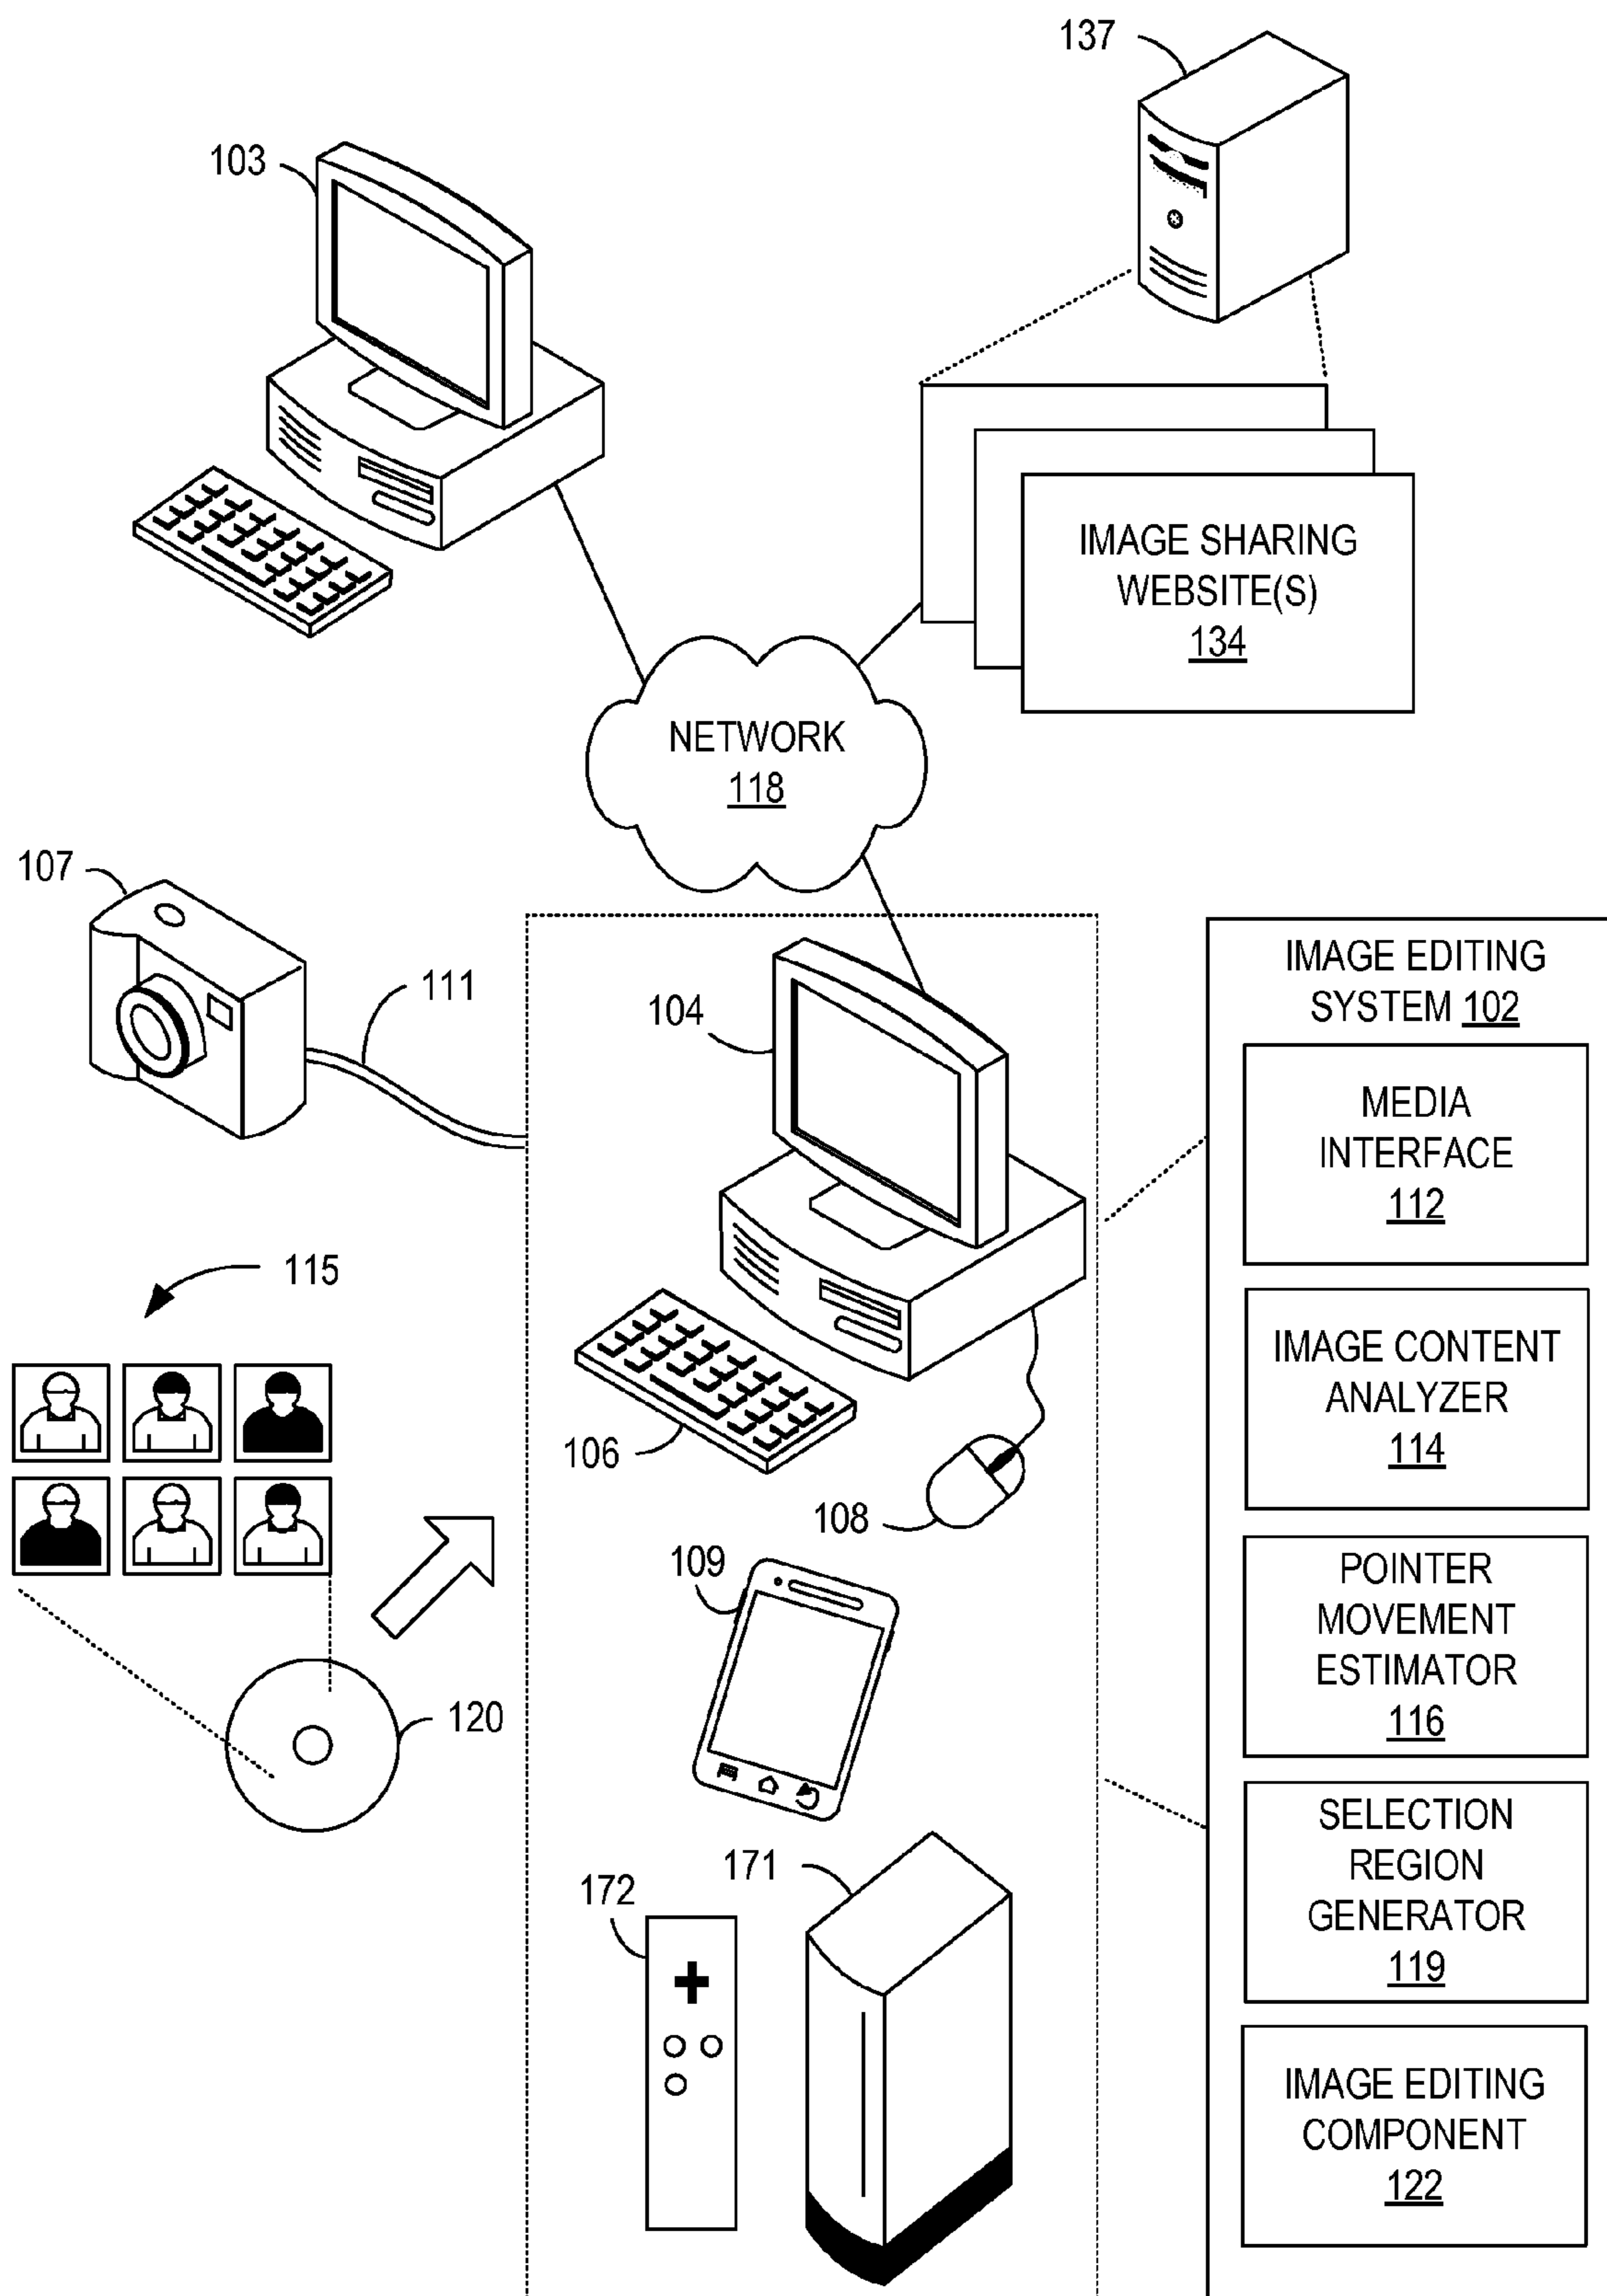 137
103
IMAGE SHARING
WEBSITE(S)
134
NETWORK
118
107
111
104
IMAGE EDITING
SYSTEM 102
MEDIA
INTERFACE
112
115
IMAGE CONTENT
ANALYZER
114
106
108
109
POINTER
MOVEMENT
ESTIMATOR
116
120
SELECTION
REGION
GENERATOR
119
171
172
IMAGE EDITING
COMPONENT
122